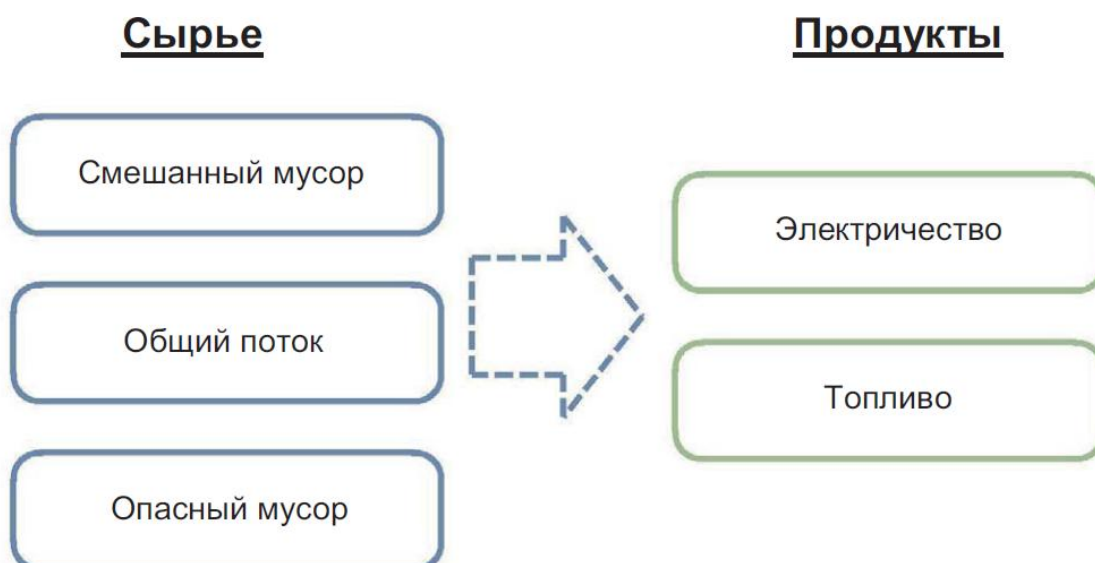 Сырье
Продукты
Смешанный мусор
Общий поток
Опасный мусор
Электричество
Топливо